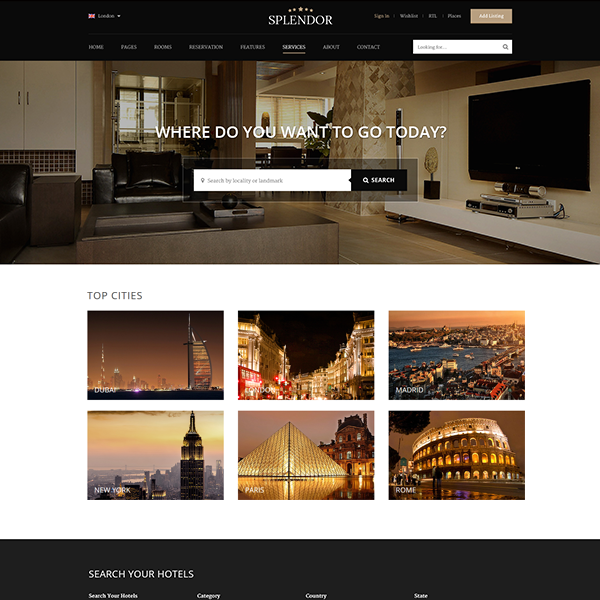 London
SPLENDOR
Sign in
Wishlist
RTL
Places
Add Listing
HOME
PAGES
ROOMS
RESERVATION
FEATURES
SERVICES
ABOUT
CONTACT
Looking for...
WHERE DO YOU WANT TO GO TODAY?
Search by locality or landmark
SEARCH
TOP CITIES
DUBAI
LONDON
MADRID
NEW YORK
PARIS
ROME
SEARCH YOUR HOTELS
Search Your Hotels
Category
Country
State